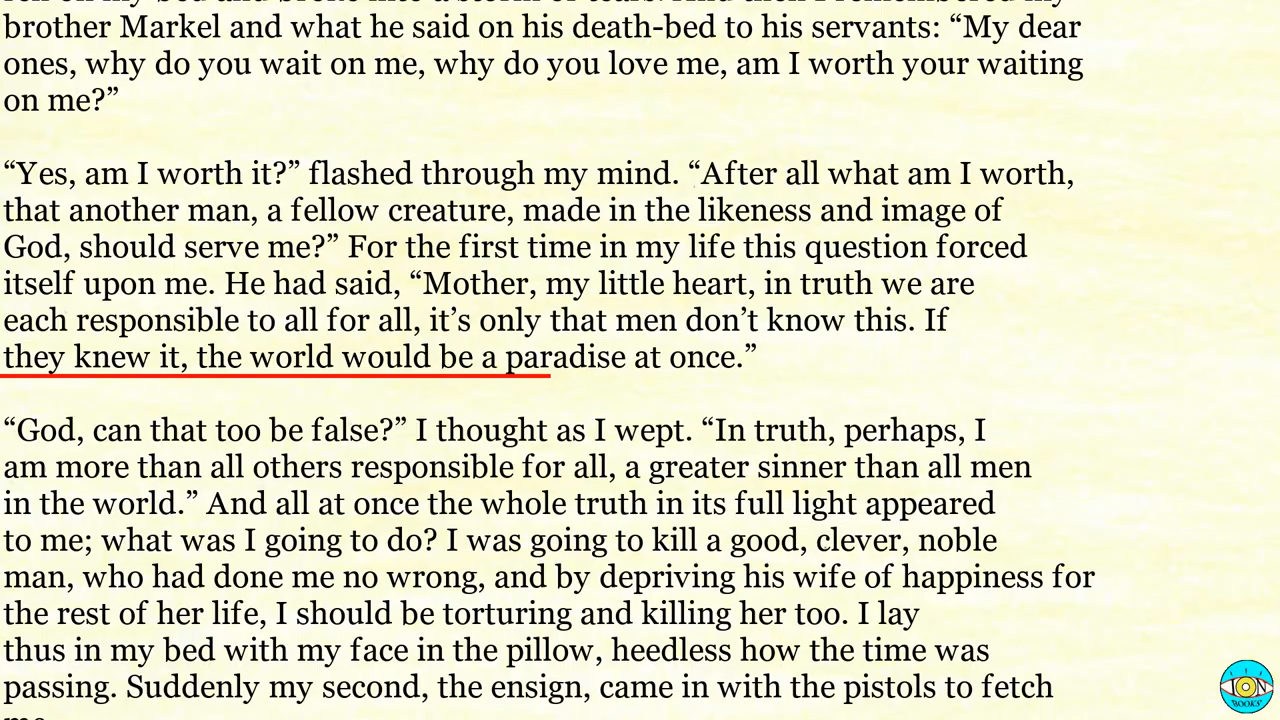 brother Markel and what he said on his death-bed to his servants: “My dear
ones, why do you wait on me, why do you love me, am I worth your waiting
on me?”
“Yes, am I worth it?” flashed through my mind. “After all what am I worth,
that another man, a fellow creature, made in the likeness and image of
God, should serve me?” For the first time in my life this question forced
itself upon me. He had said, “Mother, my little heart, in truth we are
each responsible to all for all, it’s only that men don’t know this. If
they knew it, the world would be a paradise at once.”
“God, can that too be false?” I thought as I wept. “In truth, perhaps, I
am more than all others responsible for all, a greater sinner than all men
in the world.” And all at once the whole truth in its full light appeared
to me; what was I going to do? I was going to kill a good, clever, noble
man, who had done me no wrong, and by depriving his wife of happiness for
the rest of her life, I should be torturing and killing her too. I lay
thus in my bed with my face in the pillow, heedless how the time was
passing. Suddenly my second, the ensign, came in with the pistols to fetch
ION
BOOKS